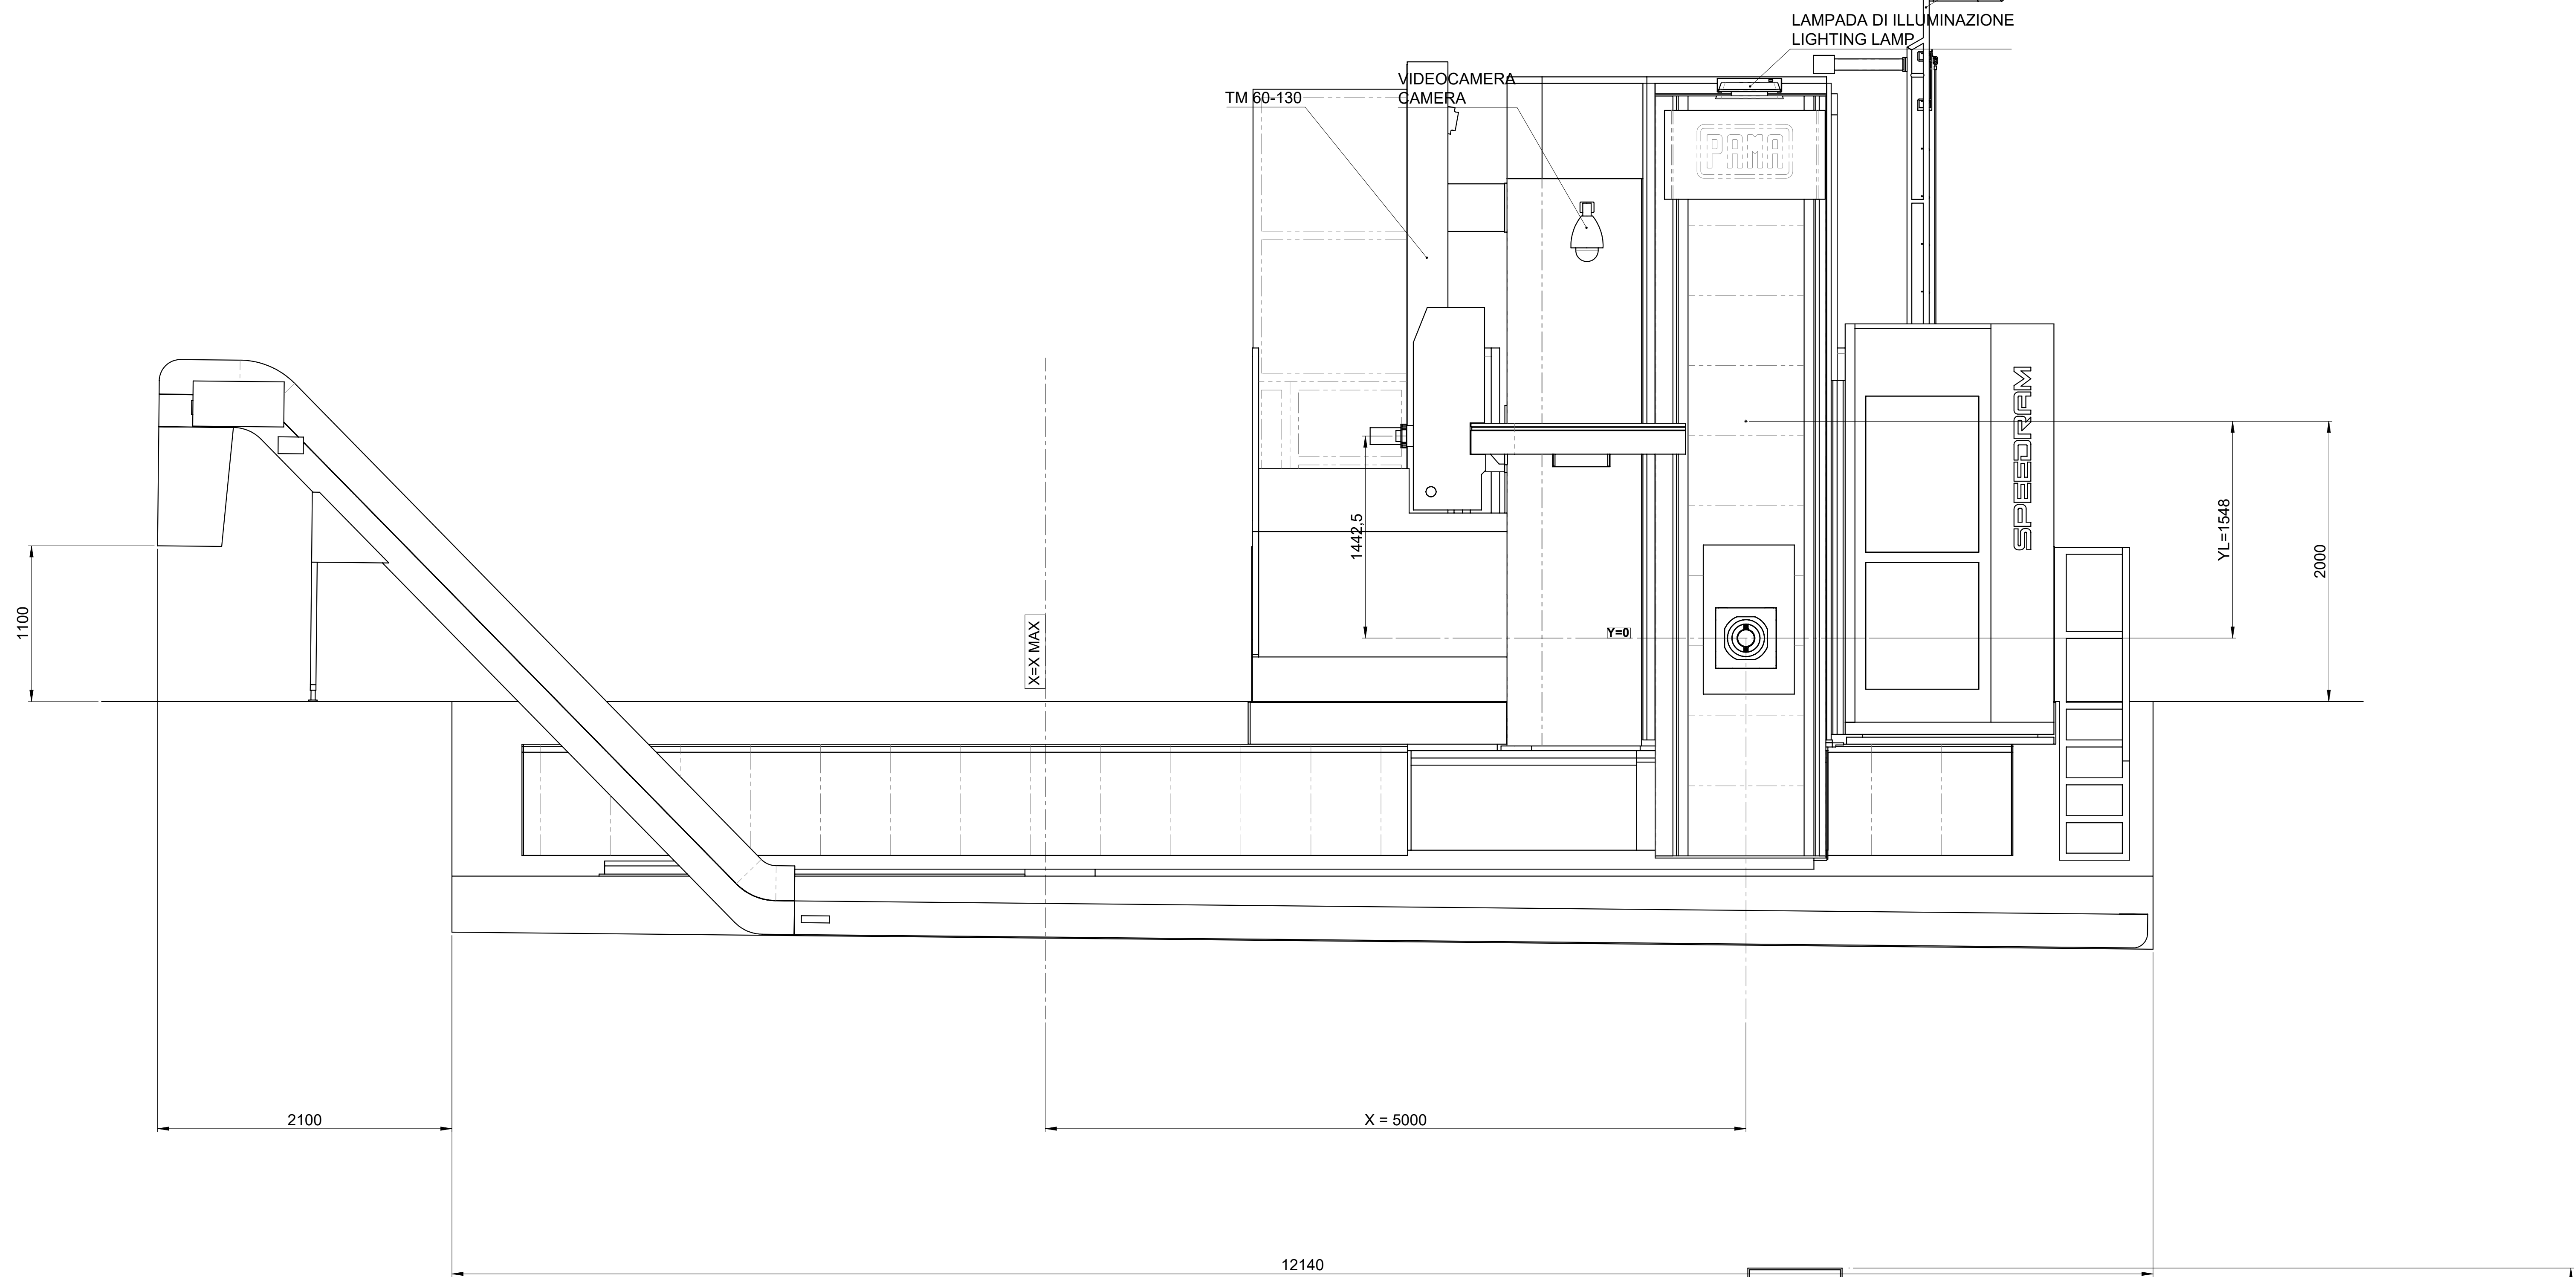 LAMPADA DI ILLUMINAZIONE
LIGHTING LAMP
VIDEOCAMERA
CAMERA
TM 60-130
PAMA
SPEEDRAM
1442,5
YL=1548
2000
1100
X=X MAX
Y=0
2100
X = 5000
12140